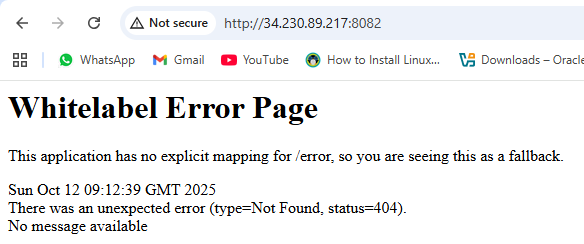 Not secure http://34.230.89.217:8082
WhatsApp Gmail YouTube How to Install Linux... Downloads – Oracle
Whitelabel Error Page
This application has no explicit mapping for /error, so you are seeing this as a fallback.
Sun Oct 12 09:12:39 GMT 2025
There was an unexpected error (type=Not Found, status=404).
No message available